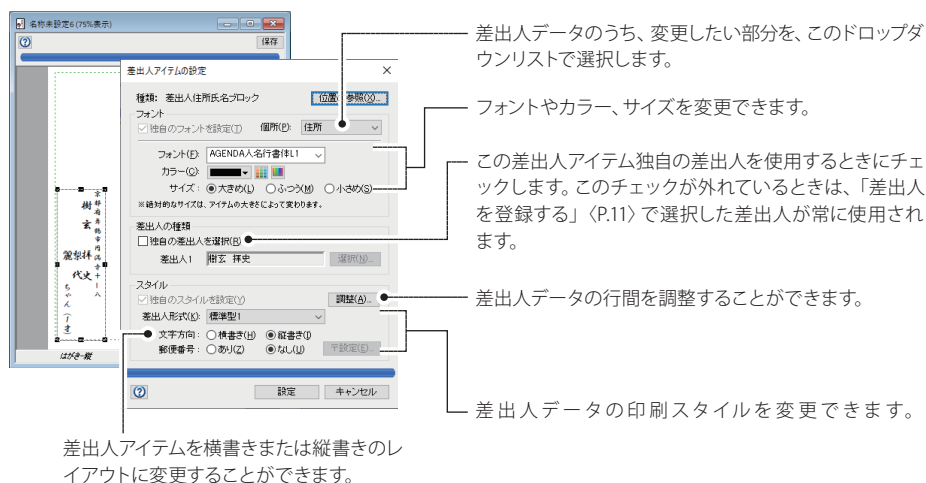 名称未設定6 (75%表示)
保存
差出人アイテムの設定
種類: 差出人住所氏名ブロック
位置・参照(X)...
フォント
独自のフォントを設定(T)
個所(P):
住所
フォント(F):
AGENDA人名行書体L1
カラー(C):
サイズ:
大きめ(L)
ふつう(M)
小さめ(S)
※絶対的なサイズは、アイテムの大きさによって変わります。
差出人の種類
独自の差出人を選択(R)
差出人1
樹玄 拝史
選択(N)...
スタイル
独自のスタイルを設定(Y)
調整(A)...
差出人形式(K):
標準型1
文字方向:
横書き(H)
縦書き(I)
郵便番号:
あり(Z)
なし(U)
〒設定(E)...
設定
キャンセル
はがき-縦
差出人データのうち、変更したい部分を、このドロップダ
ウンリストで選択します。
フォントやカラー、サイズを変更できます。
この差出人アイテム独自の差出人を使用するときにチェ
ックします。このチェックが外れているときは、「差出人
を登録する」〈P.11〉で選択した差出人が常に使用され
ます。
差出人データの行間を調整することができます。
差出人データの印刷スタイルを変更できます。
差出人アイテムを横書きまたは縦書きのレ
イアウトに変更することができます。